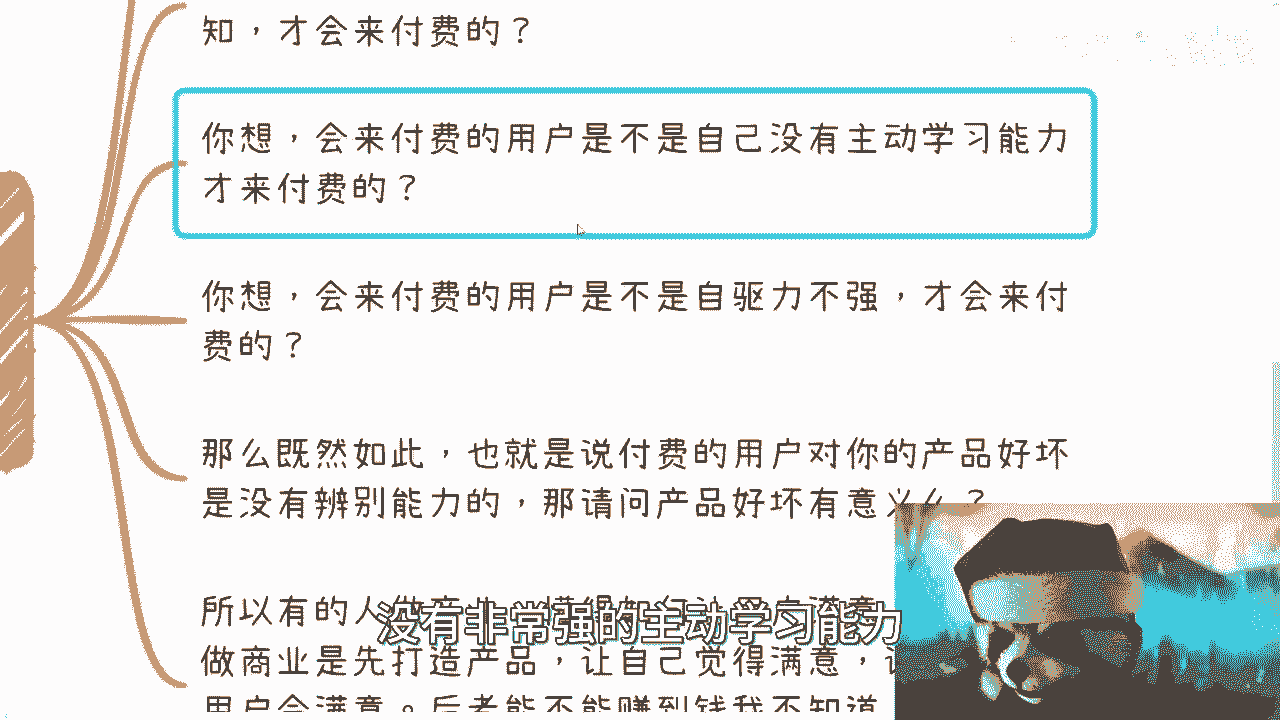 知，才会来付费的？
你想，会来付费的用户是不是自己没有主动学习能力
才来付费的？
你想，会来付费的用户是不是自驱力不强，才会来付
费的？
那么既然如此，也就是说付费的用户对你的产品好坏
是没有辨别能力的，那请问产品好坏有意义么？
所以有的人做商业
没有非常强的主动学习能力
做商业是先打造产品，让自己觉得满意，
用户会满意。后者能不能赚到钱我不知道